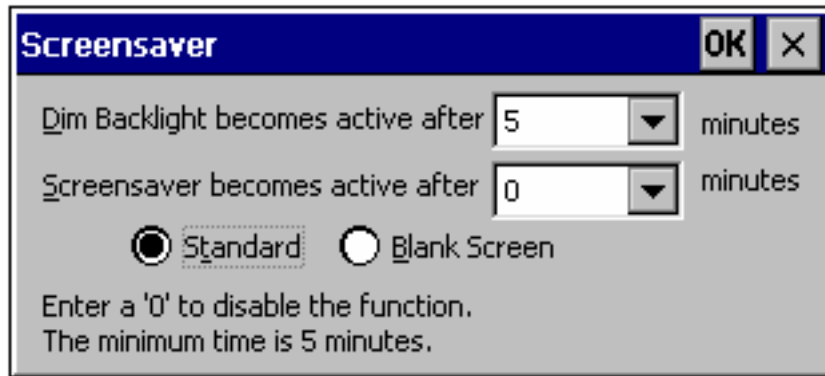 Screensaver OK ×
Dim Backlight becomes active after 5 minutes
Screensaver becomes active after 0 minutes
Standard Blank Screen
Enter a '0' to disable the function.
The minimum time is 5 minutes.